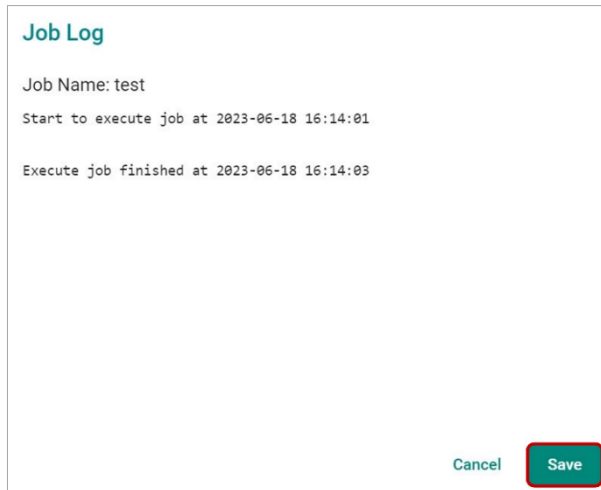 Job Log
Job Name: test
Start to execute job at 2023-06-18 16:14:01
Execute job finished at 2023-06-18 16:14:03
Cancel Save